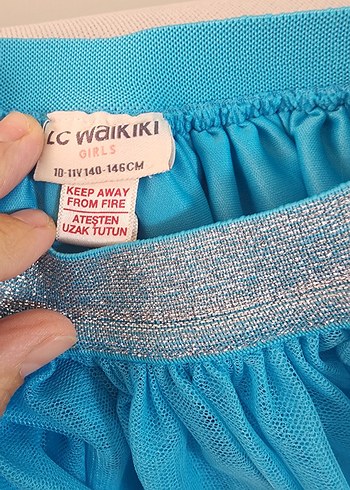 LC WAIKIKI
GIRLS
10-11Y 140-146CM
KEEP AWAY
FROM FIRE
ATEŞTEN
UZAK TUTUN